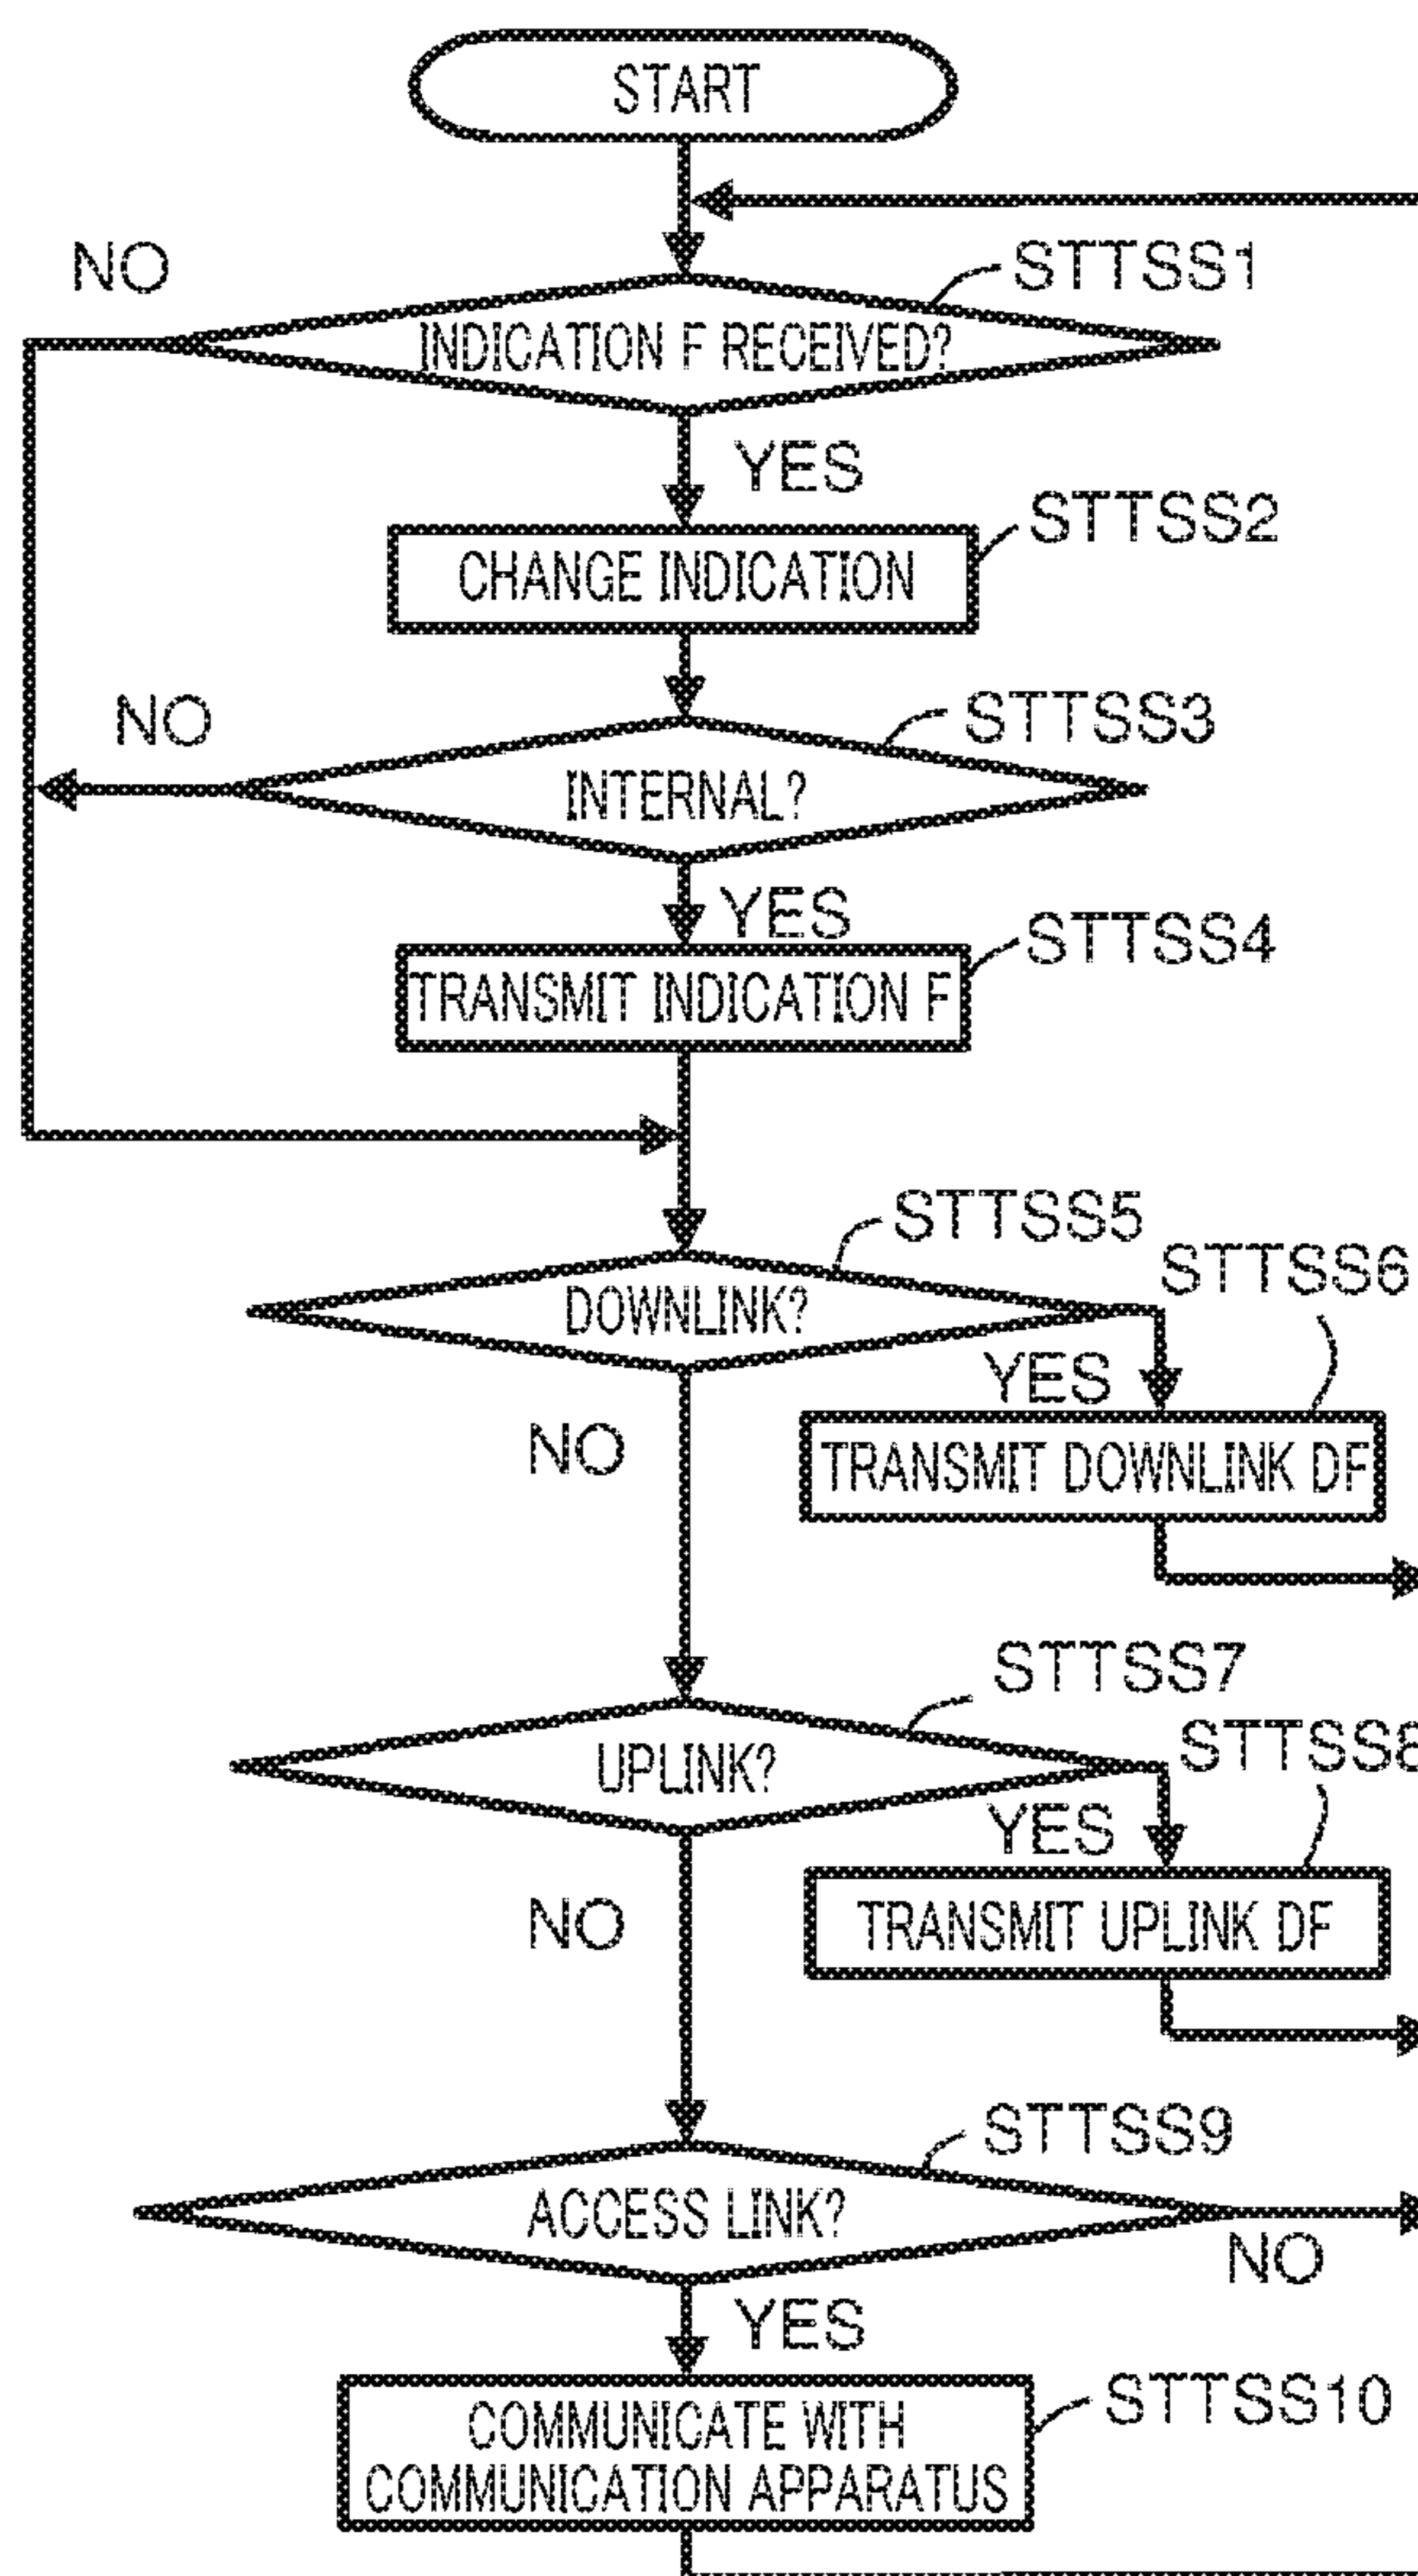 START
NO
STTSS1
INDICATION F RECEIVED?
YES
STTSS2
CHANGE INDICATION
NO
STTSS3
INTERNAL?
YES
STTSS4
TRANSMIT INDICATION F
STTSS5
STTSS6
DOWNLINK?
YES
NO
TRANSMIT DOWNLINK DF
STTSS7
STTSS8
UPLINK?
YES
NO
TRANSMIT UPLINK DF
STTSS9
ACCESS LINK?
NO
YES
STTSS10
COMMUNICATE WITH
COMMUNICATION APPARATUS